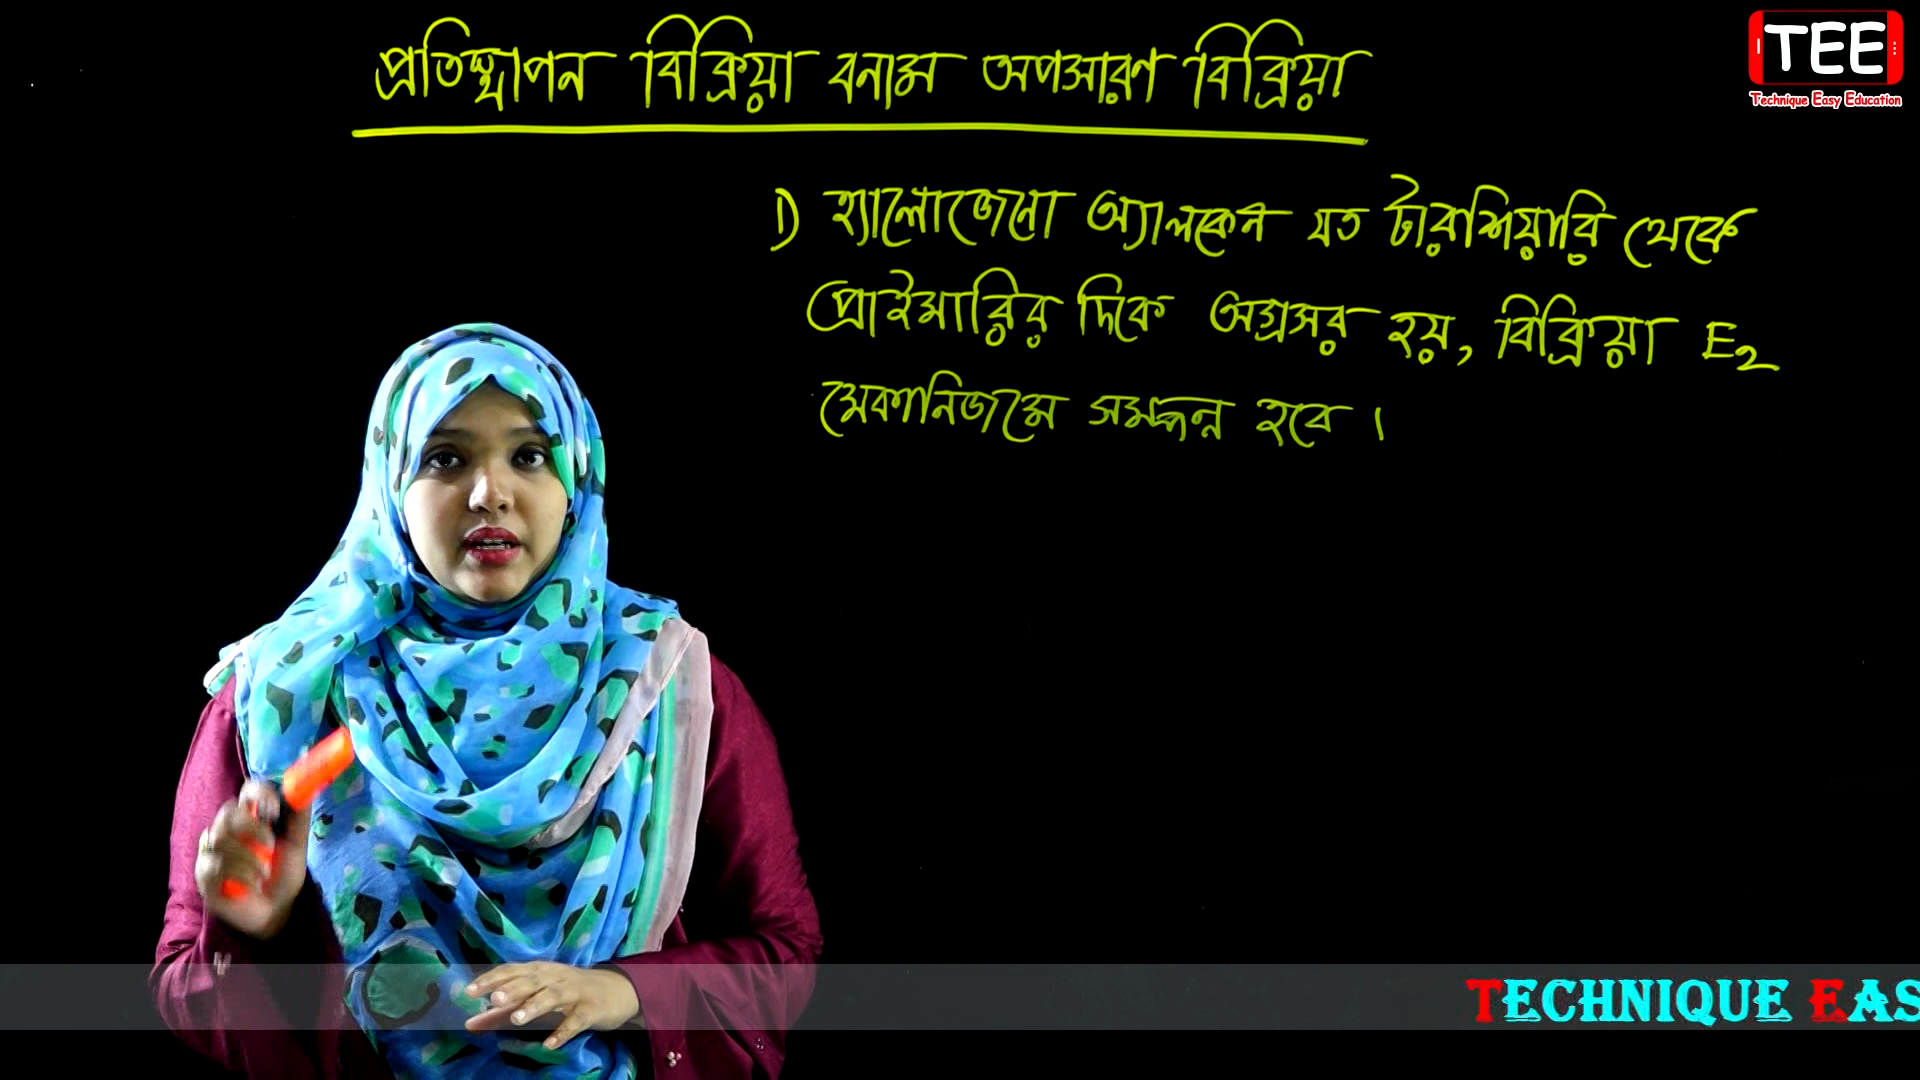 প্রতিস্থাপন বিক্রিয়া বনাম অপসারণ বিক্রিয়া
TEE
Technique Easy Education
1) হ্যালোজেনো অ্যালকেন যত টারশিয়ারি থেকে
প্রাইমারির দিকে অগ্রসর হয়, বিক্রিয়া E2
মেকানিজমে সম্পন্ন হবে।
TECHNIQUE EAS